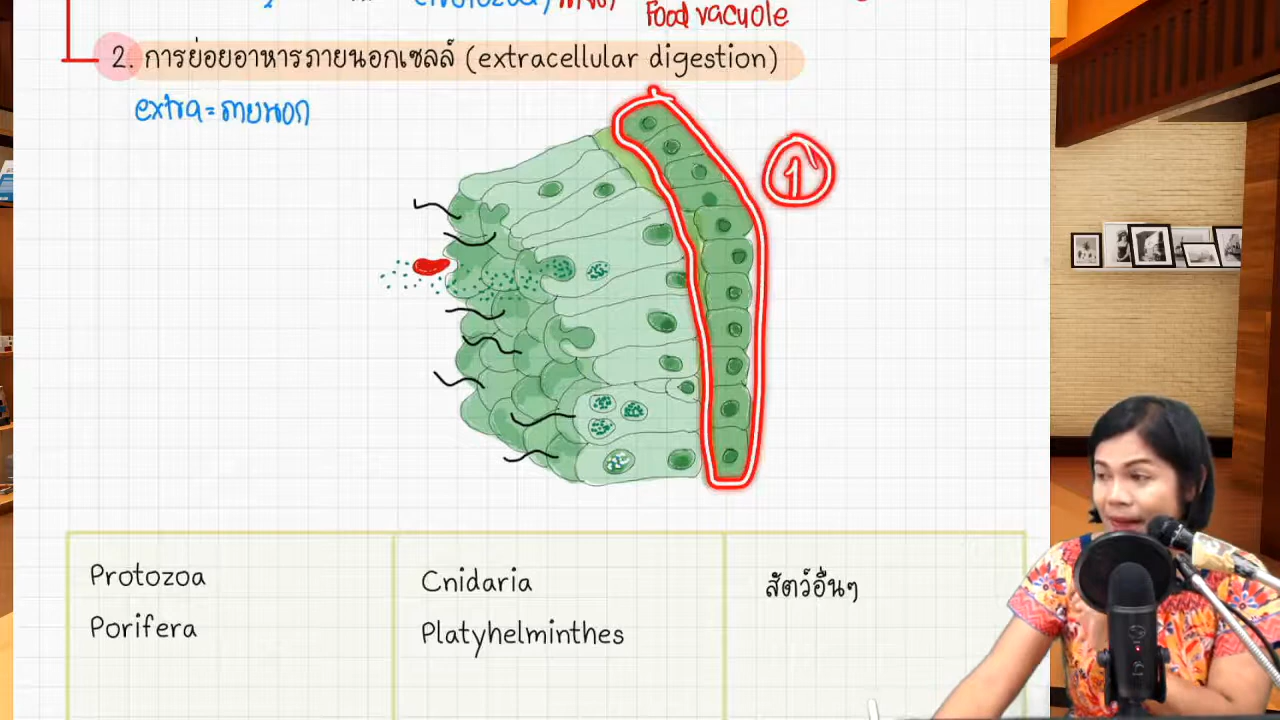 Food vacuole
2. การย่อยอาหารภายนอกเซลล์ (extracellular digestion)
extra = ภายนอก
1
Protozoa
Porifera
Cnidaria
Platyhelminthes
สัตว์อื่นๆ